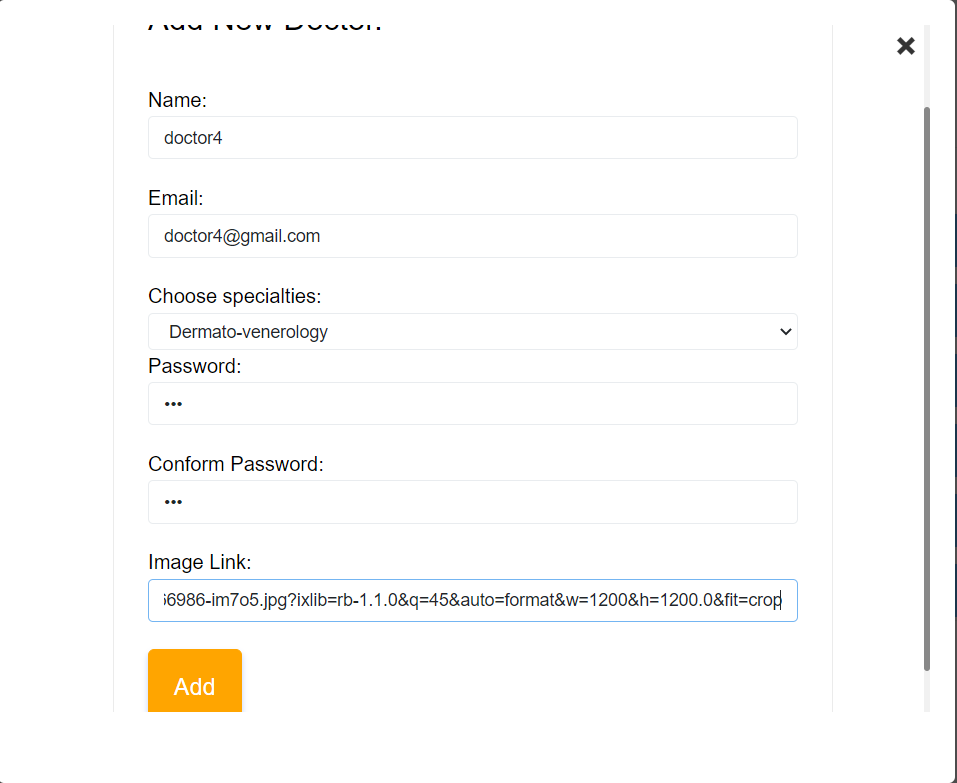 Add New Doctor:
Name:
doctor4
Email:
doctor4@gmail.com
Choose specialties:
Dermato-venerology
Password:
•••
Conform Password:
•••
Image Link:
6986-im7o5.jpg?ixlib=rb-1.1.0&q=45&auto=format&w=1200&h=1200.0&fit=crop
Add